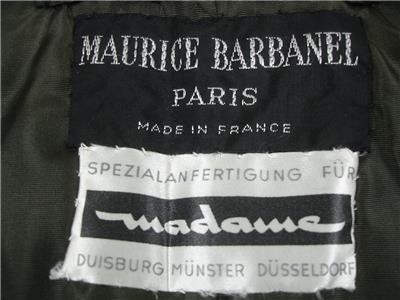 MAURICE BARBANEL
PARIS
MADE IN FRANCE
SPEZIALANFERTIGUNG FÜR
madame
DUISBURG MÜNSTER DÜSSELDORF